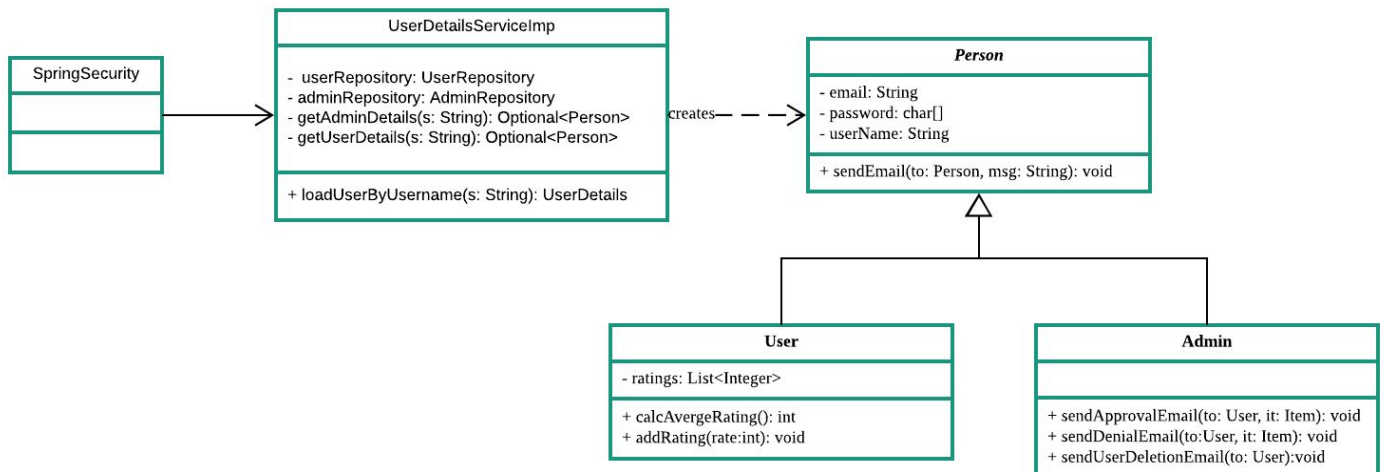 UserDetailsServiceImp
SpringSecurity
- userRepository: UserRepository
- adminRepository: AdminRepository
- getAdminDetails(s: String): Optional<Person>
- getUserDetails(s: String): Optional<Person>
+ loadUserByUsername(s: String): UserDetails
creates
Person
- email: String
- password: char[]
- userName: String
+ sendEmail(to: Person, msg: String): void
User
- ratings: List<Integer>
+ calcAvergeRating(): int
+ addRating(rate:int): void
Admin
+ sendApprovalEmail(to: User, it: Item): void
+ sendDenialEmail(to:User, it: Item): void
+ sendUserDeletionEmail(to: User):void